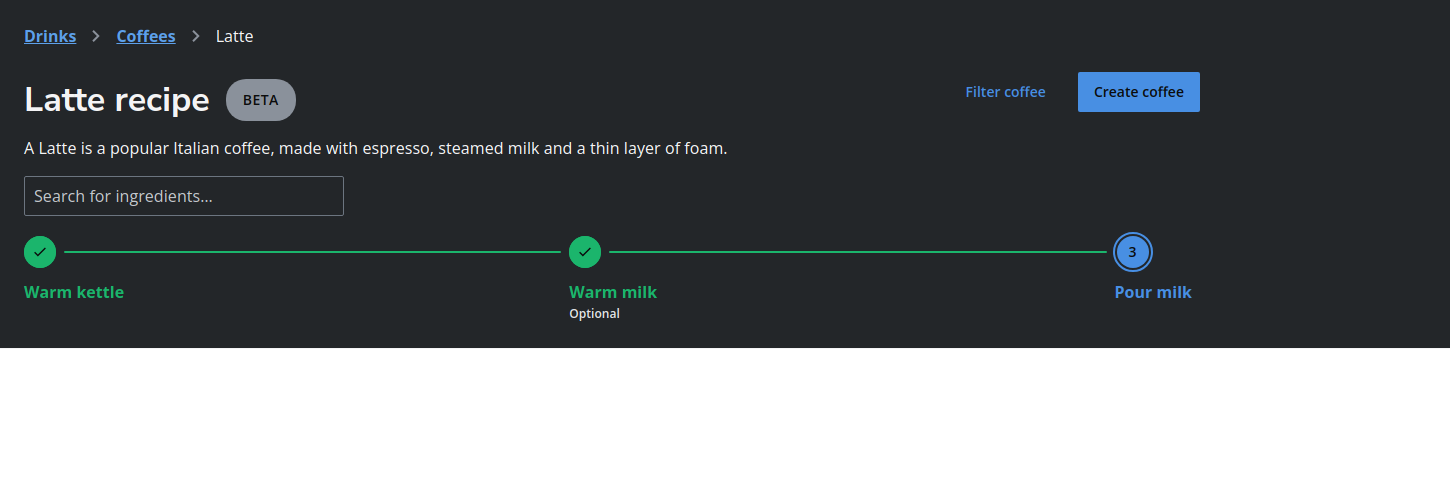 Drinks > Coffees > Latte
Latte recipe BETA
Filter coffee Create coffee
A Latte is a popular Italian coffee, made with espresso, steamed milk and a thin layer of foam.
Search for ingredients...
3
Warm kettle Warm milk Pour milk
Optional